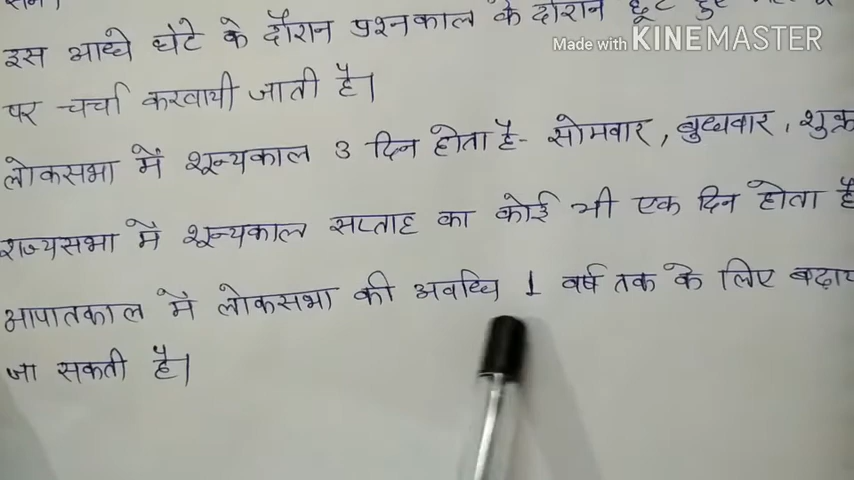 इस आधे घंटे के दौरान प्रश्नकाल के दौरान छूट हुए
Made with KINEMASTER
पर चर्चा करवायी जाती है।
लोकसभा में शून्यकाल 3 दिन होता है- सोमवार, बुधवार, शुक्र
राज्यसभा में शून्यकाल सप्ताह का कोई भी एक दिन होता है
आपातकाल में लोकसभा की अवधि 1 वर्ष तक के लिए बढ़ाय
जा सकती है।